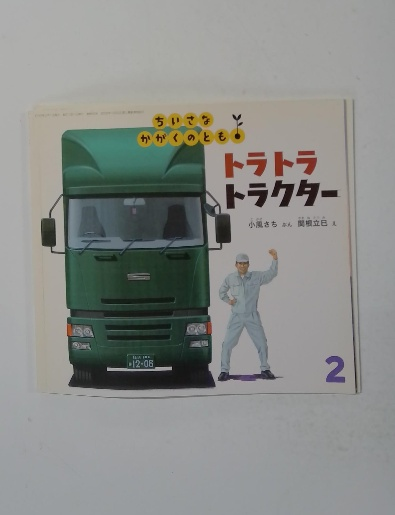 ちいさな
かがくのとも
トラトラ
トラクター
小風さち ぶん 関根立巳 え
12-06
2